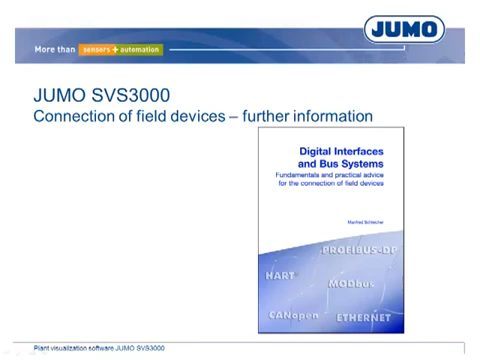 JUMO
More than sensors + automation
JUMO SVS3000
Connection of field devices – further information
Digital Interfaces
and Bus Systems
Fundamentals and practical advice
for the connection of field devices
Manfred Schleicher
PROFIBUS-DP
HART®
MODbus
CANopen
ETHERNET
Plant visualization software JUMO SVS3000